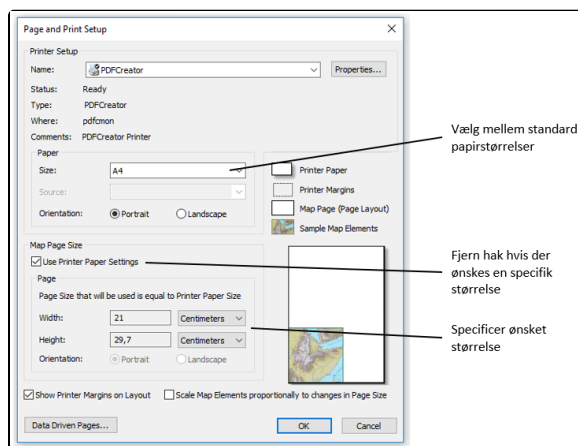 Page and Print Setup
Printer Setup
Name: PDFCreator Properties...
Status: Ready
Type: PDFCreator
Where: pdfcmon
Comments: PDFCreator Printer
Paper
Size: A4
Source:
Orientation: Portrait Landscape
Printer Paper
Printer Margins
Map Page (Page Layout)
Sample Map Elements
Map Page Size
Use Printer Paper Settings
Page
Page Size that will be used is equal to Printer Paper Size
Width: 21 Centimeters
Height: 29,7 Centimeters
Orientation: Portrait Landscape
Show Printer Margins on Layout Scale Map Elements proportionally to changes in Page Size
Data Driven Pages... OK Cancel
Vælg mellem standard
papirstørrelser
Fjern hak hvis der
ønskes en specifik
størrelse
Specificer ønsket
størrelse